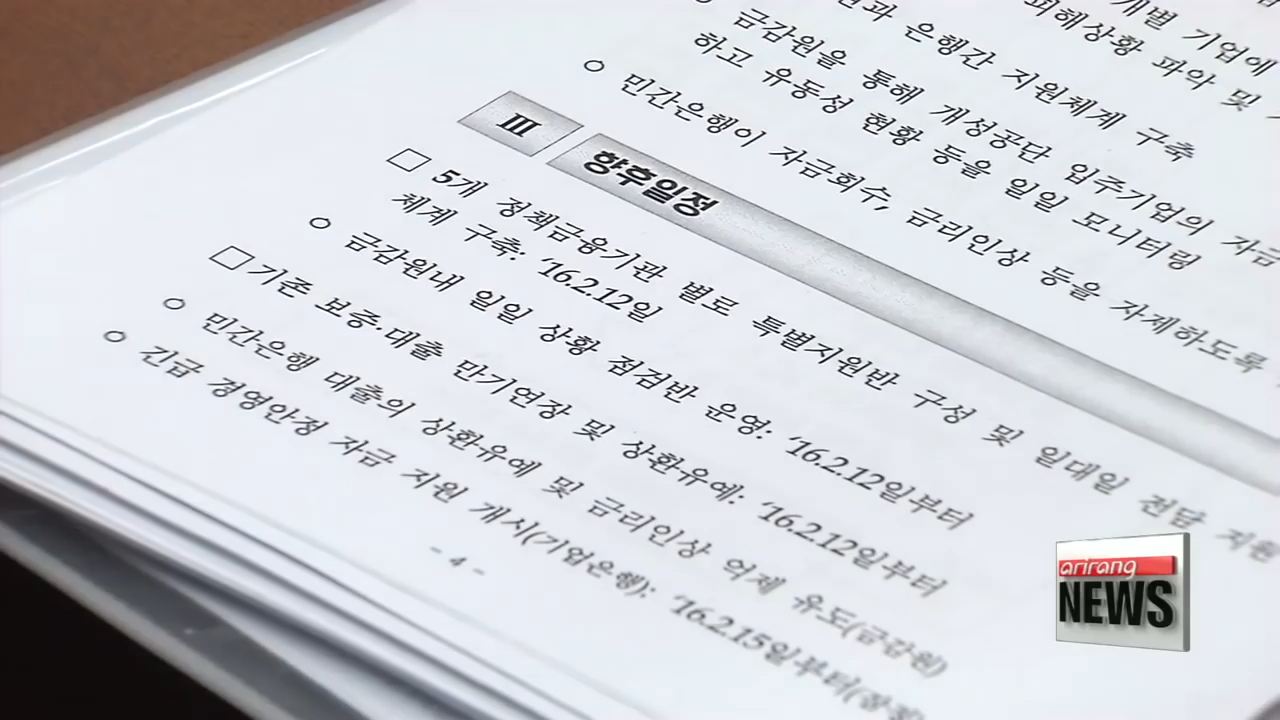 개별 기업에
피해상황 파악 및
은행간 지원체계 구축
금감원을 통해 개성공단 입주기업의 자금
하고 유동성 현황 등을 일일 모니터링
○ 민간은행이 자금회수, 금리인상 등을 자제하도록
Ⅲ 향후일정
□ 5개 정책금융기관 별로 특별지원반 구성 및 일대일 전담 지원
체계 구축: '16.2.12일
○ 금감원내 일일 상황 점검반 운영: '16.2.12일부터
□ 기존 보증·대출 만기연장 및 상환유예: '16.2.12일부터
○ 민간은행 대출의 상환유예 및 금리인상 억제 유도(금감원)
○ 긴급 경영안정 자금 지원 개시(기업은행): '16.2.15일부터
- 4 -
arirang
NEWS